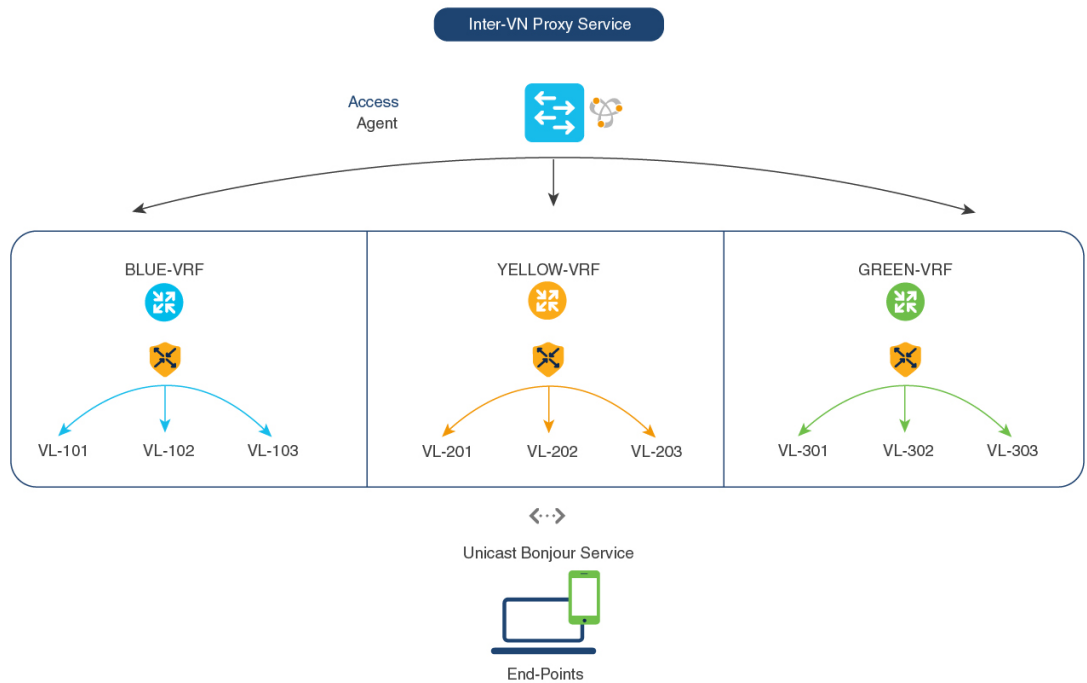 Inter-VN Proxy Service
Access
Agent
BLUE-VRF
YELLOW-VRF
GREEN-VRF
VL-101
VL-102
VL-103
VL-201
VL-202
VL-203
VL-301
VL-302
VL-303
Unicast Bonjour Service
End-Points